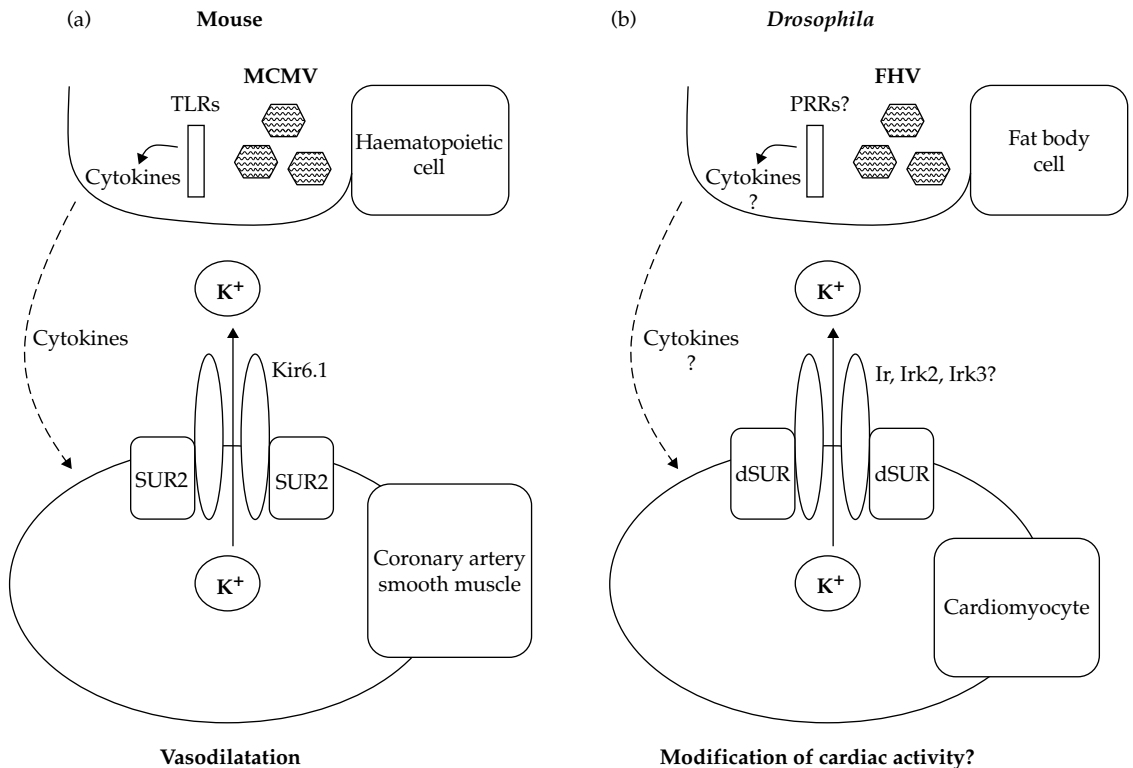 (a)
Mouse
MCMV
TLRs
Cytokines
Haematopoietic
cell
K+
Cytokines
Kir6.1
SUR2
SUR2
K+
Coronary artery
smooth muscle
Vasodilatation
(b)
Drosophila
FHV
PRRs?
Cytokines
?
Fat body
cell
K+
Cytokines
?
Ir, Irk2, Irk3?
dSUR
dSUR
K+
Cardiomyocyte
Modification of cardiac activity?